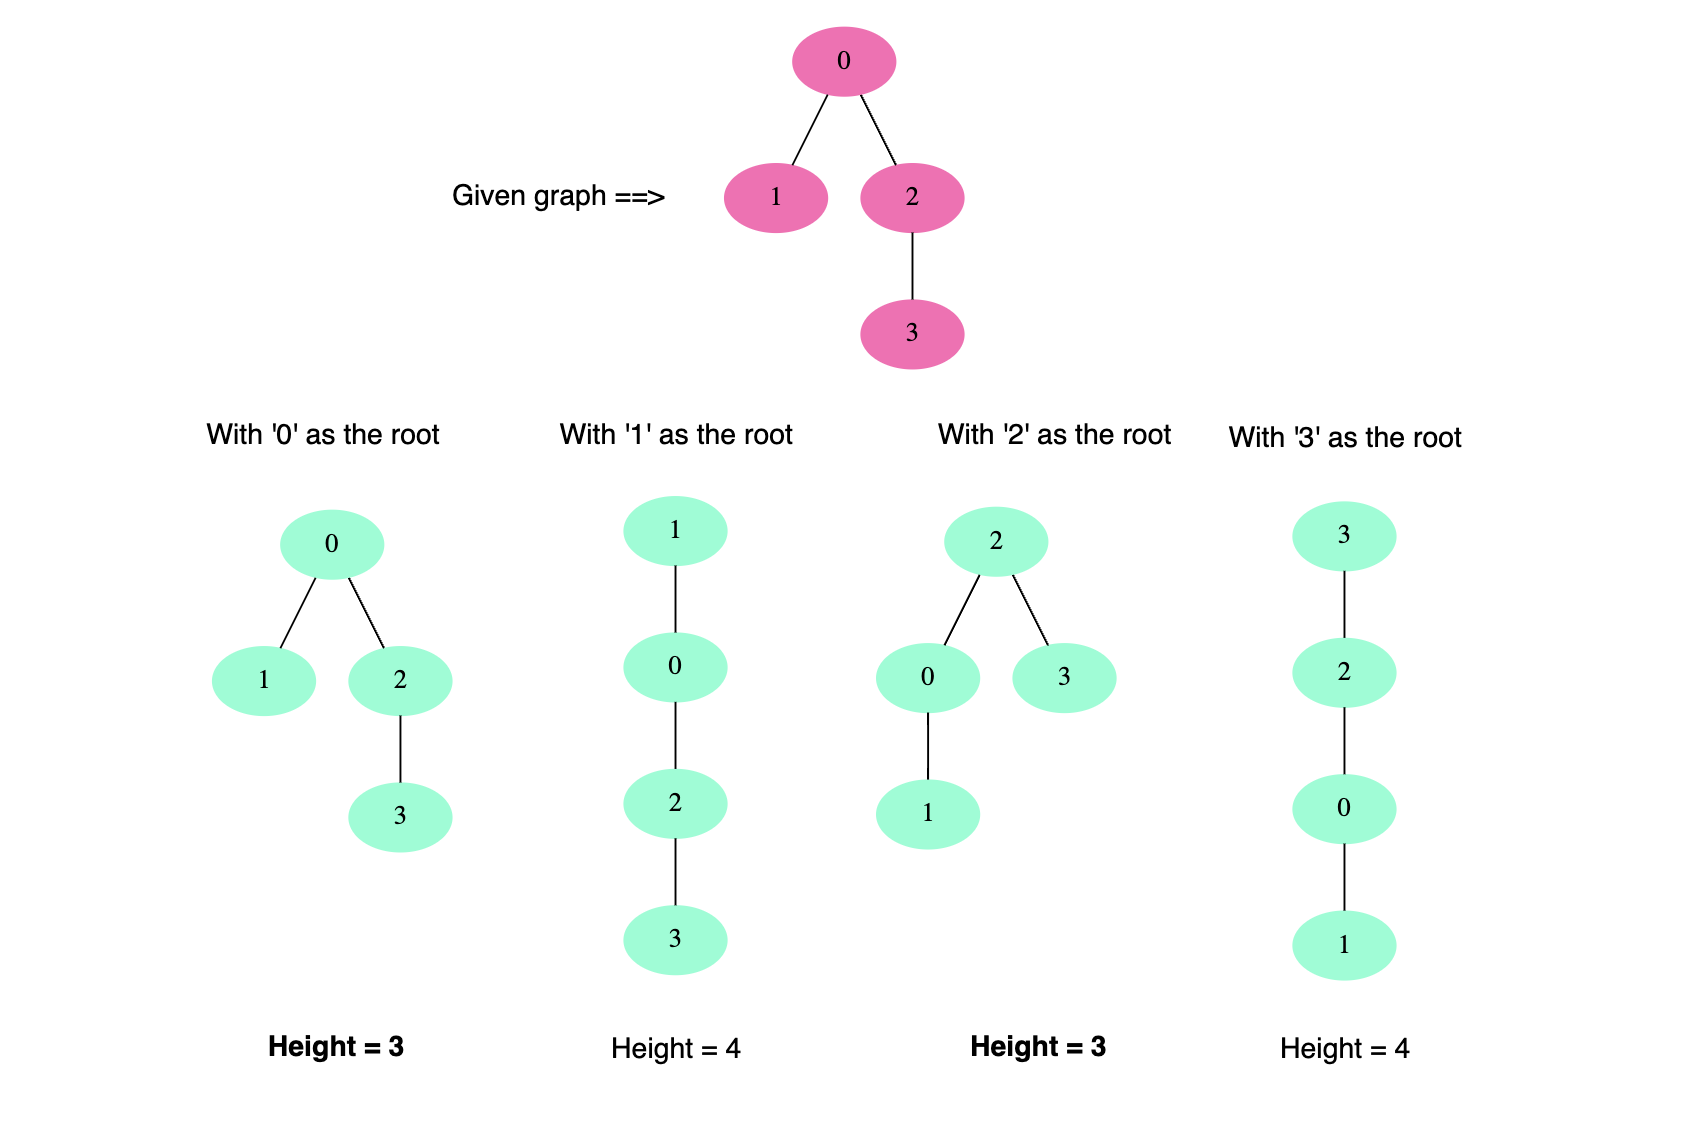 0
Given graph ==>
1
2
3
With '0' as the root
With '1' as the root
With '2' as the root
With '3' as the root
0
1
2
3
1
0
2
3
2
0
3
1
3
2
0
1
Height = 3
Height = 4
Height = 3
Height = 4